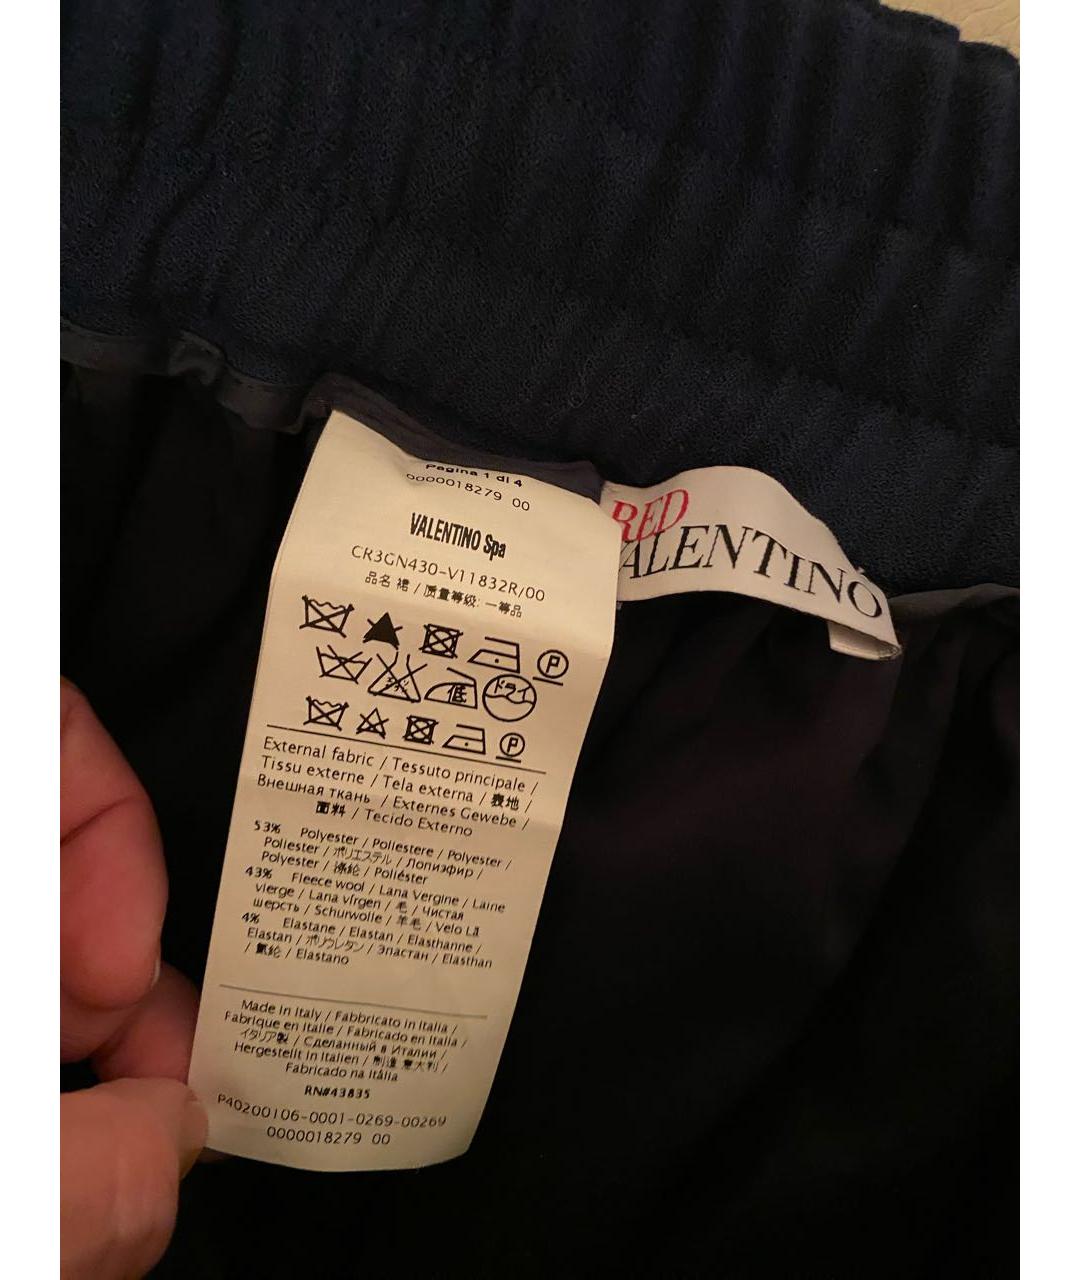 Pagina 1 di 4
0000018279 00
VALENTINO Spa
CR3GN430-V11832R/00
品名 裙 / 质量等级: 一等品
P
低 ドライ
P
External fabric / Tessuto principale /
Tissu externe / Tela externa / 表地 /
Внешная ткань / Externes Gewebe /
面料 / Tecido Externo
53% Polyester / Poliestere / Polyester /
Poliester / ポリエステル / Лопиэфир /
Polyester / 涤纶 / Poliéster
43% Fleece wool / Lana Vergine / Laine
vierge / Lana virgen / 毛 / Чистая
шерсть / Schurwolle / 羊毛 / Velo Lã
4% Elastane / Elastan / Elasthanne /
Elastan / ポリウレタン / Эластан / Elasthan
/ 氨纶 / Elastano
Made in Italy / Fabbricato in Italia /
Fabrique en Italie / Fabricado en Italia /
イタリア製 / Сделанный в Италии /
Hergestellt in Italien / 制造 意大利 /
Fabricado na Itália
RN#43835
P40200106-0001-0269-00269
0000018279 00
RED
VALENTINO